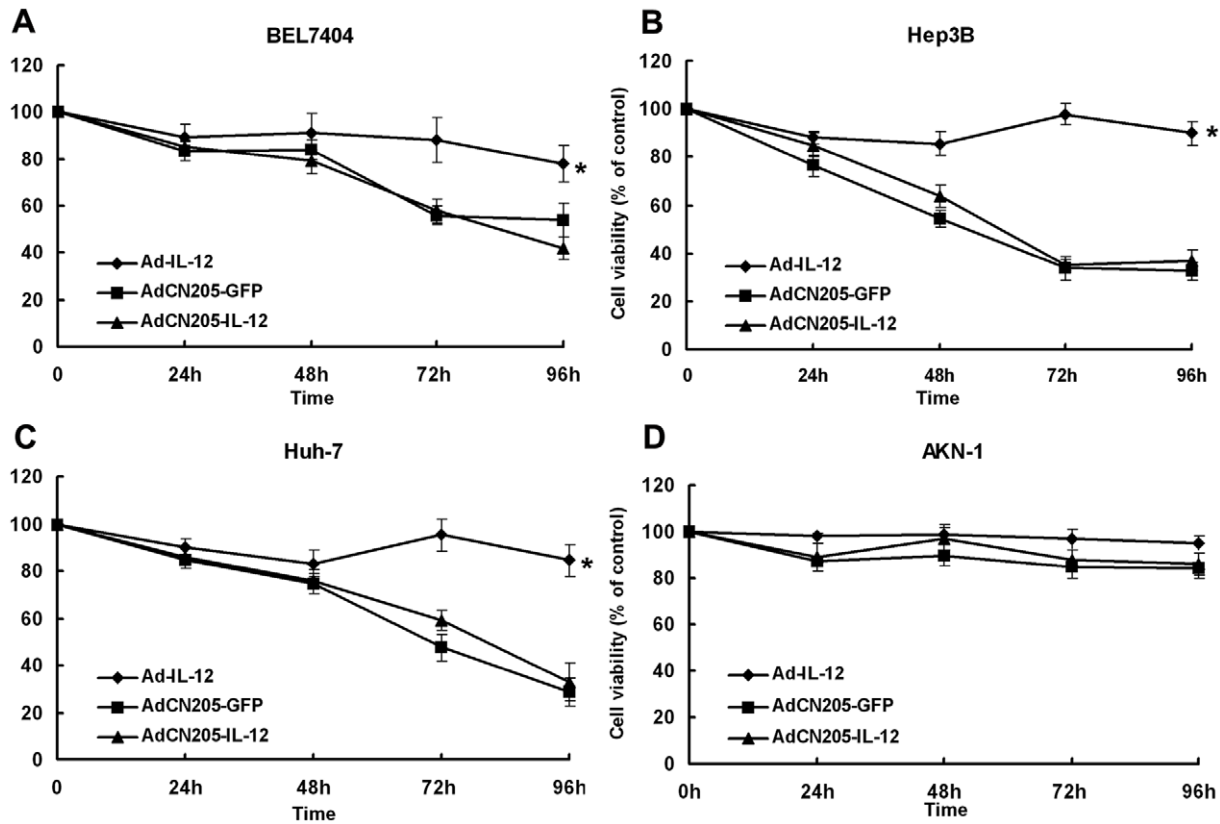 A
BEL7404
120
100
80
60
40
20
0
Ad-IL-12
AdCN205-GFP
AdCN205-IL-12
*
0 24h 48h 72h 96h
Time
B
Hep3B
Cell viability (% of control)
120
100
80
60
40
20
0
Ad-IL-12
AdCN205-GFP
AdCN205-IL-12
*
0 24h 48h 72h 96h
Time
C
Huh-7
120
100
80
60
40
20
0
Ad-IL-12
AdCN205-GFP
AdCN205-IL-12
*
0 24h 48h 72h 96h
Time
D
AKN-1
Cell viability (% of control)
120
100
80
60
40
20
0
Ad-IL-12
AdCN205-GFP
AdCN205-IL-12
0h 24h 48h 72h 96h
Time